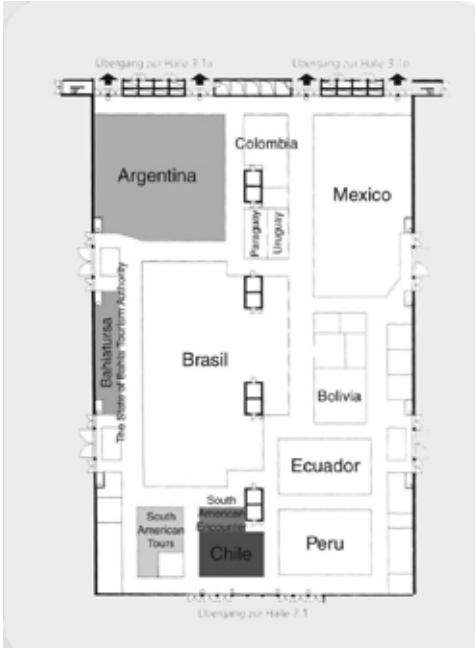 Übergang zur Halle 3.1a
Übergang zur Halle 3.1b
Colombia
Argentina
Mexico
Paraguay
Uruguay
Bahiatursa
The State of Bahia Tourism Authority
Brasil
Bolivia
Ecuador
South
American
Encounter
South
American
Tours
Chile
Peru
Übergang zur Halle 7.1